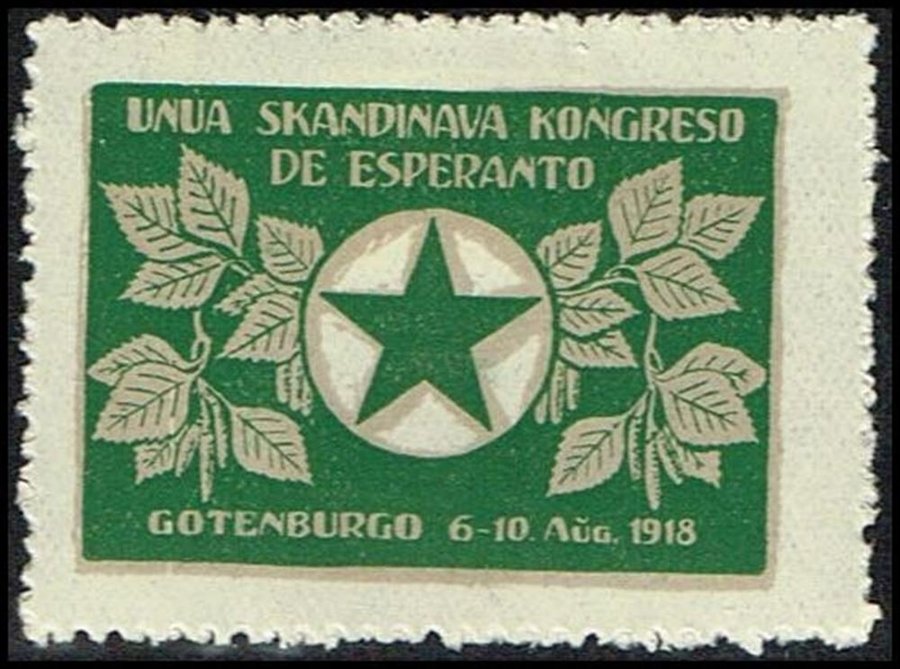 UNUA SKANDINAVA KONGRESO
DE ESPERANTO
GOTENBURGO 6-10. AŬG. 1918